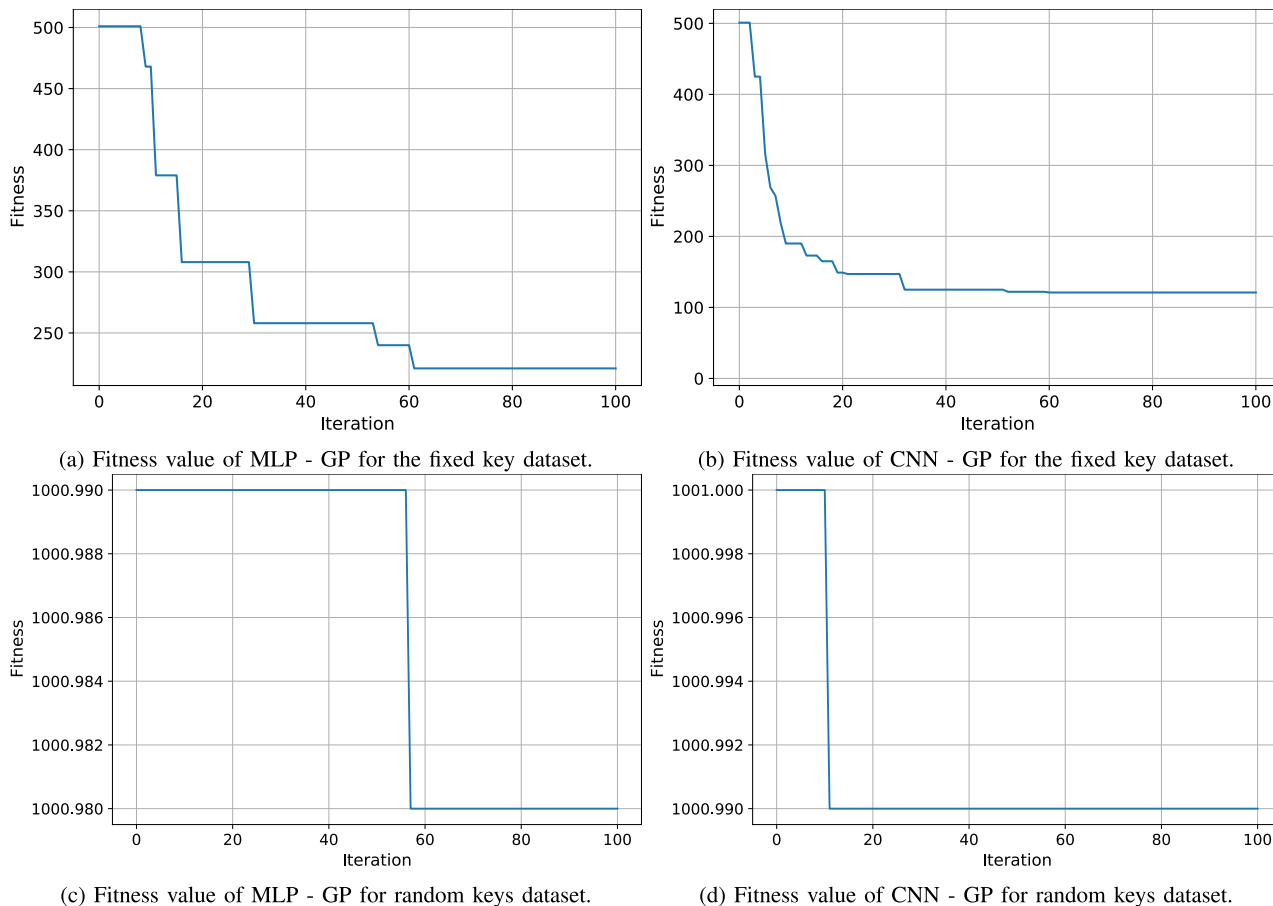 500
450
400
350
300
250
Fitness
0 20 40 60 80 100
Iteration
(a) Fitness value of MLP - GP for the fixed key dataset.
500
400
300
200
100
0
Fitness
0 20 40 60 80 100
Iteration
(b) Fitness value of CNN - GP for the fixed key dataset.
1000.990
1000.988
1000.986
1000.984
1000.982
1000.980
Fitness
0 20 40 60 80 100
Iteration
(c) Fitness value of MLP - GP for random keys dataset.
1001.000
1000.998
1000.996
1000.994
1000.992
1000.990
Fitness
0 20 40 60 80 100
Iteration
(d) Fitness value of CNN - GP for random keys dataset.